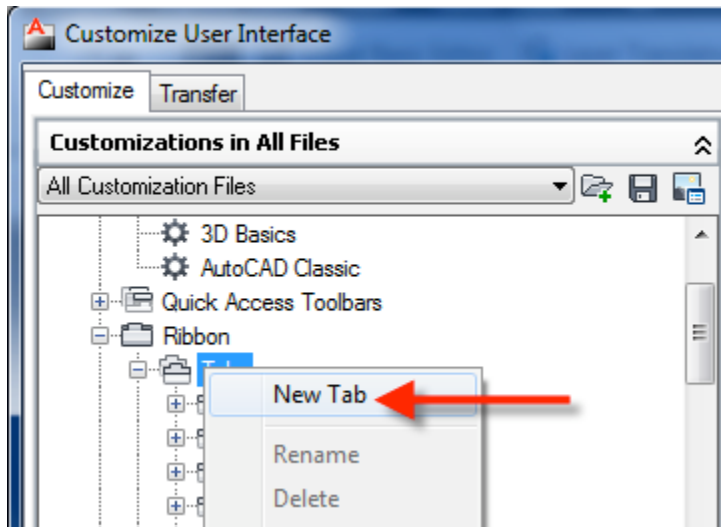 Customize User Interface
Customize Transfer
Customizations in All Files
All Customization Files
3D Basics
AutoCAD Classic
Quick Access Toolbars
Ribbon
New Tab
Rename
Delete